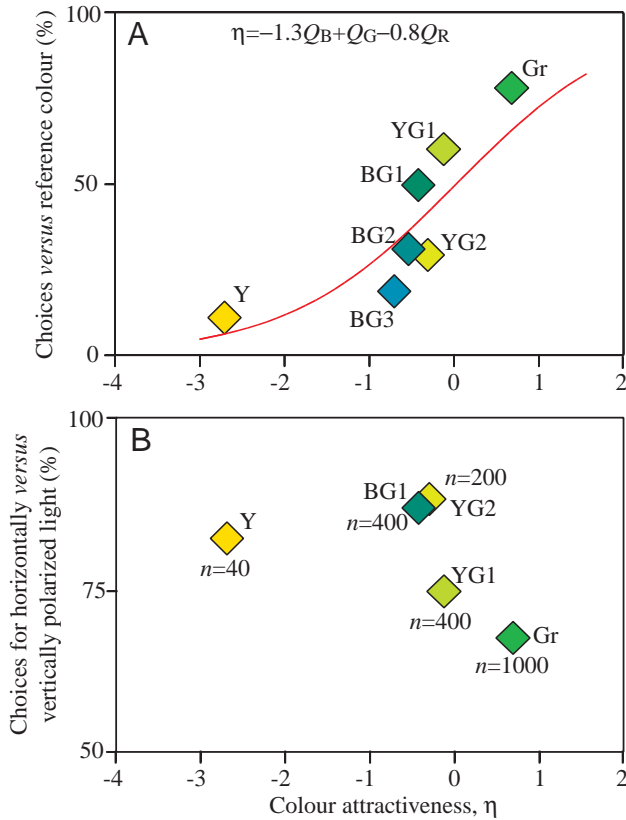 100
A
η=−1.3QB+QG−0.8QR
Gr
YG1
BG1
50
BG2
YG2
Y
BG3
0
-4 -3 -2 -1 0 1 2
Choices versus reference colour (%)
100
B
n=200
BG1
YG2
n=400
Y
n=40
75
YG1
n=400
Gr
n=1000
50
-4 -3 -2 -1 0 1 2
Choices for horizontally versus
vertically polarized light (%)
Colour attractiveness, η